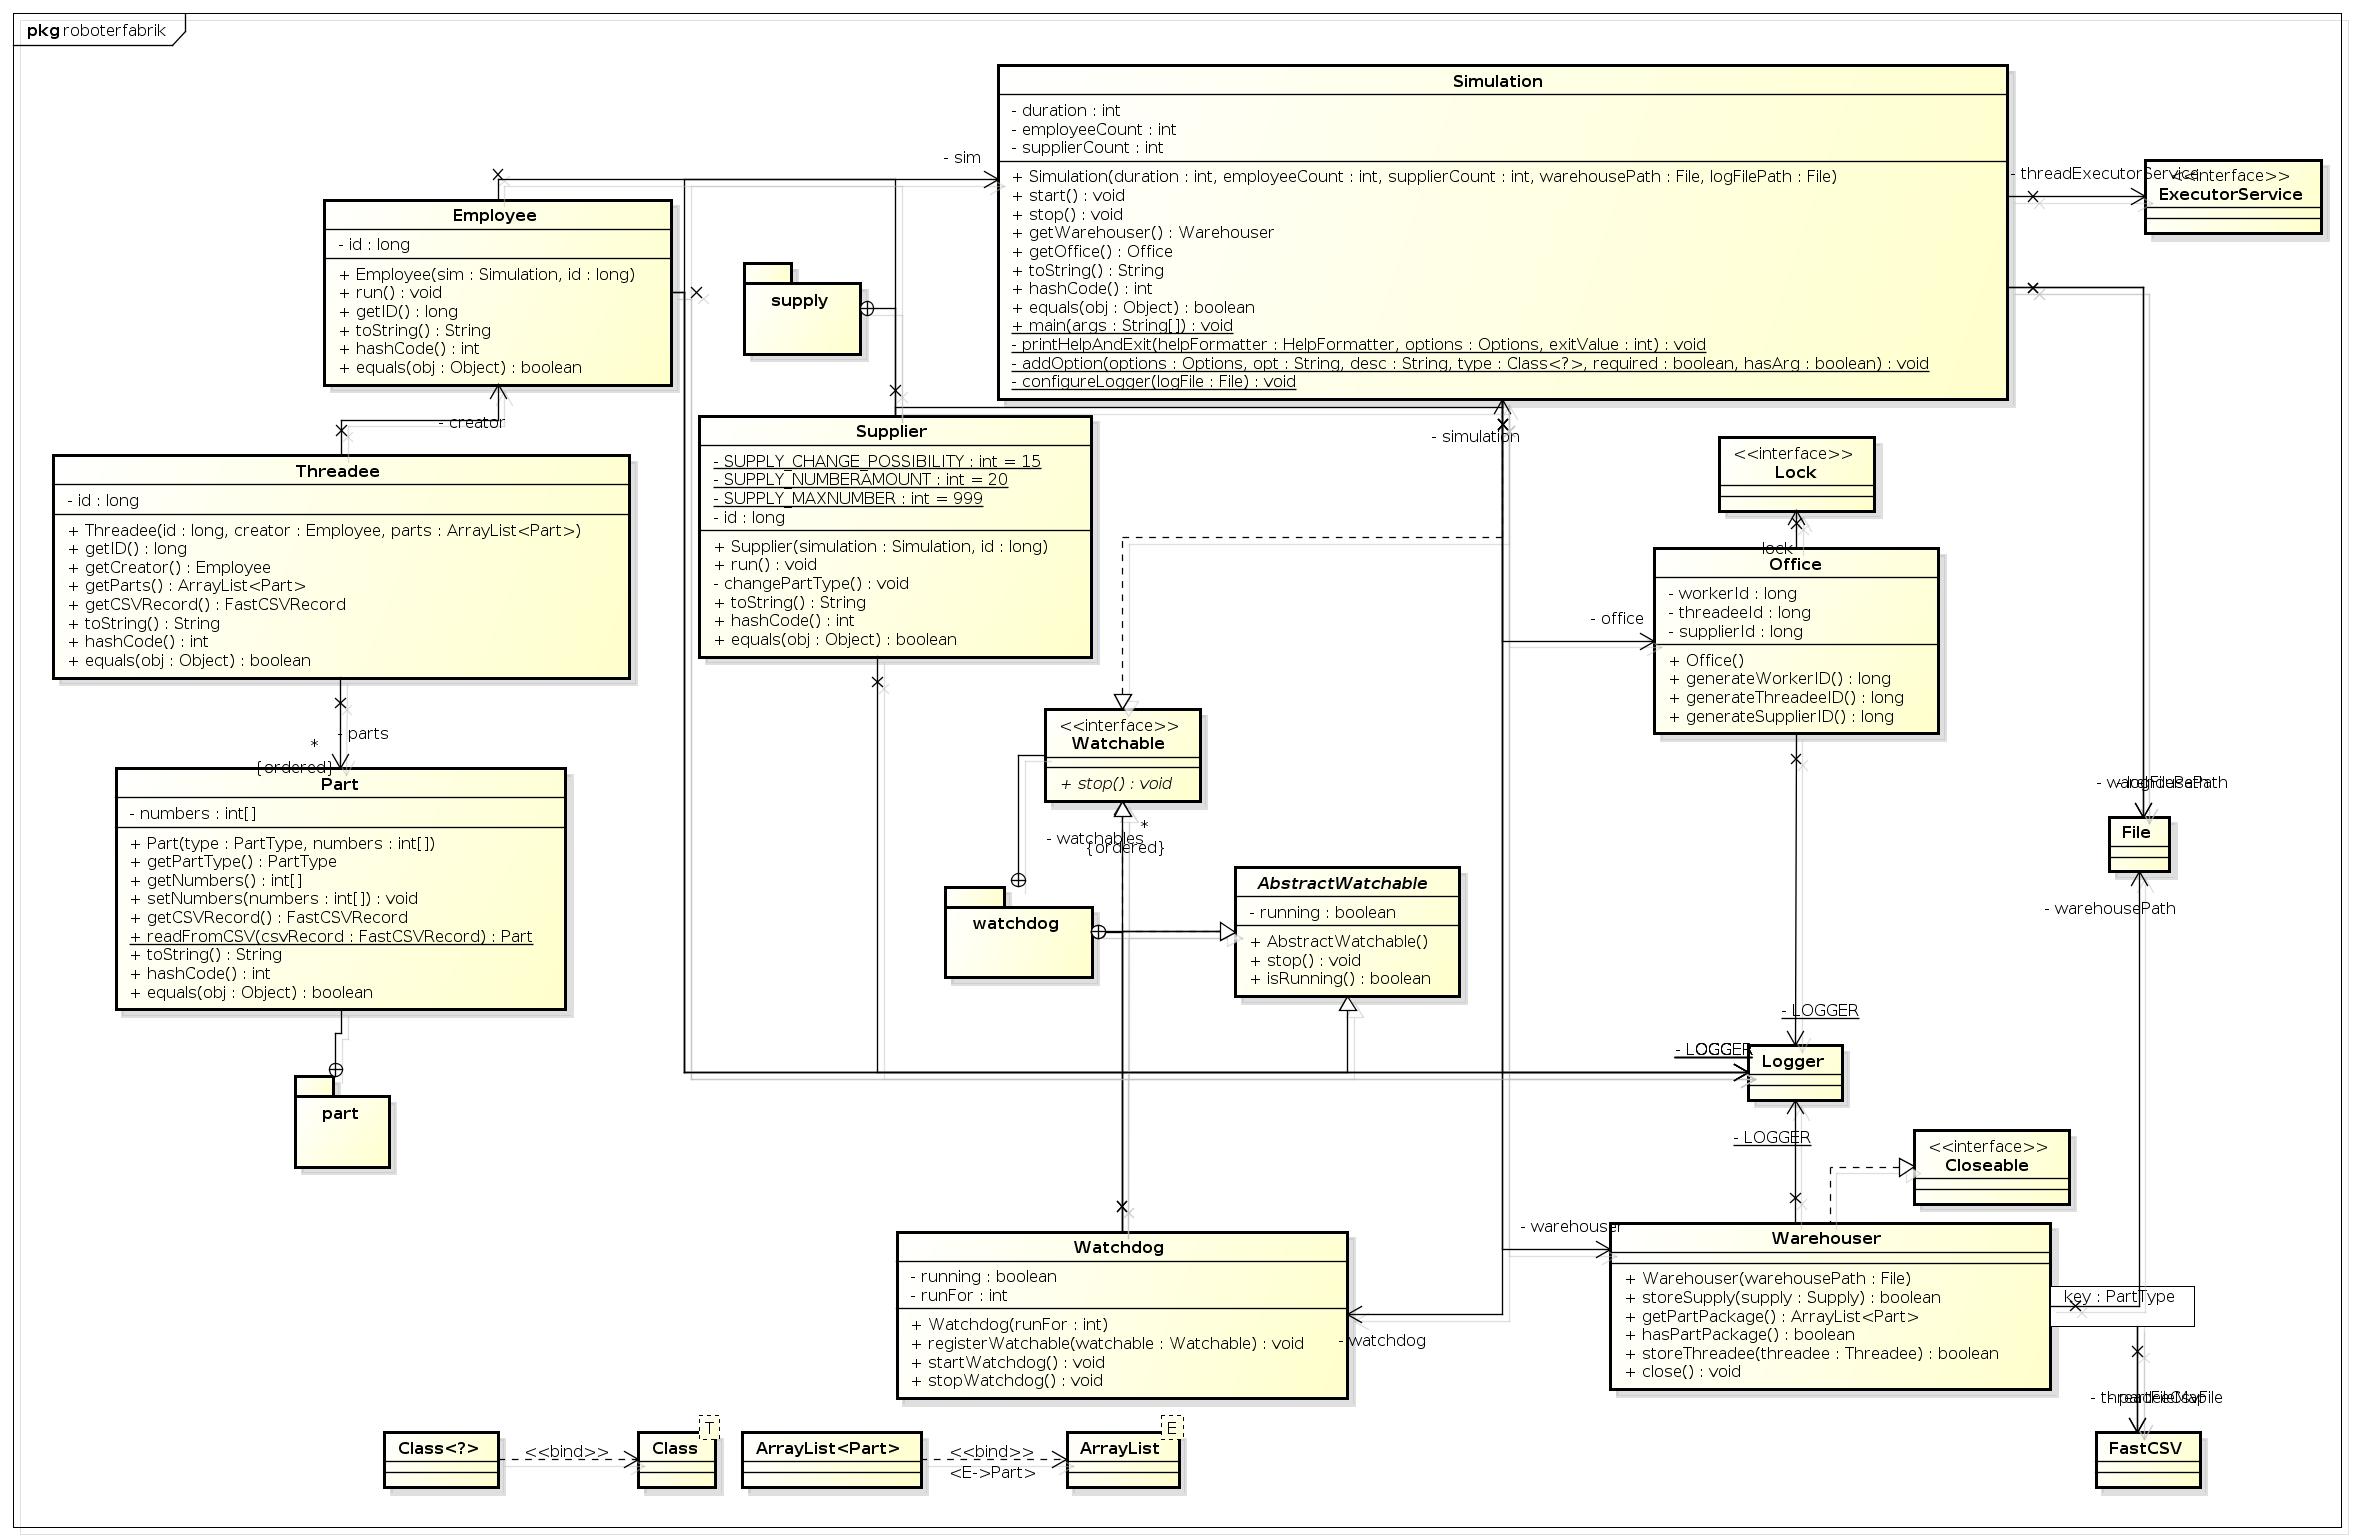 pkg roboterfabrik
Simulation
- duration : int
- employeeCount : int
- supplierCount : int
+ Simulation(duration : int, employeeCount : int, supplierCount : int, warehousePath : File, logFilePath : File)
+ start() : void
+ stop() : void
+ getWarehouser() : Warehouser
+ getOffice() : Office
+ toString() : String
+ hashCode() : int
+ equals(obj : Object) : boolean
+ main(args : String[]) : void
- printHelpAndExit(helpFormatter : HelpFormatter, options : Options, exitValue : int) : void
- addOption(options : Options, opt : String, desc : String, type : Class<?>, required : boolean, hasArg : boolean) : void
- configureLogger(logFile : File) : void
- sim
- threadExecutorService
<<interface>>
ExecutorService
Employee
- id : long
+ Employee(sim : Simulation, id : long)
+ run() : void
+ getID() : long
+ toString() : String
+ hashCode() : int
+ equals(obj : Object) : boolean
supply
- creator
Supplier
- SUPPLY_CHANGE_POSSIBILITY : int = 15
- SUPPLY_NUMBERAMOUNT : int = 20
- SUPPLY_MAXNUMBER : int = 999
- id : long
+ Supplier(simulation : Simulation, id : long)
+ run() : void
- changePartType() : void
+ toString() : String
+ hashCode() : int
+ equals(obj : Object) : boolean
- simulation
<<interface>>
Lock
- lock
Threadee
- id : long
+ Threadee(id : long, creator : Employee, parts : ArrayList<Part>)
+ getID() : long
+ getCreator() : Employee
+ getParts() : ArrayList<Part>
+ getCSVRecord() : FastCSVRecord
+ toString() : String
+ hashCode() : int
+ equals(obj : Object) : boolean
Office
- workerId : long
- threadeeId : long
- supplierId : long
+ Office()
+ generateWorkerID() : long
+ generateThreadeeID() : long
+ generateSupplierID() : long
- office
- parts
*
{ordered}
<<interface>>
Watchable
+ stop() : void
- watchables
*
{ordered}
Part
- numbers : int[]
+ Part(type : PartType, numbers : int[])
+ getPartType() : PartType
+ getNumbers() : int[]
+ setNumbers(numbers : int[]) : void
+ getCSVRecord() : FastCSVRecord
+ readFromCSV(csvRecord : FastCSVRecord) : Part
+ toString() : String
+ hashCode() : int
+ equals(obj : Object) : boolean
- warehousePath
- logFilePath
File
- warehousePath
AbstractWatchable
- running : boolean
+ AbstractWatchable()
+ stop() : void
+ isRunning() : boolean
watchdog
- LOGGER
- LOGGER
Logger
- LOGGER
part
<<interface>>
Closeable
- warehouser
Warehouser
+ Warehouser(warehousePath : File)
+ storeSupply(supply : Supply) : boolean
+ getPartPackage() : ArrayList<Part>
+ hasPartPackage() : boolean
+ storeThreadee(threadee : Threadee) : boolean
+ close() : void
key : PartType
Watchdog
- running : boolean
- runFor : int
+ Watchdog(runFor : int)
+ registerWatchable(watchable : Watchable) : void
+ startWatchdog() : void
+ stopWatchdog() : void
- watchdog
- threadeeCsvFile
- partFileMap
FastCSV
Class<?>
<<bind>>
Class
T
ArrayList<Part>
<<bind>>
<E->Part>
ArrayList
E